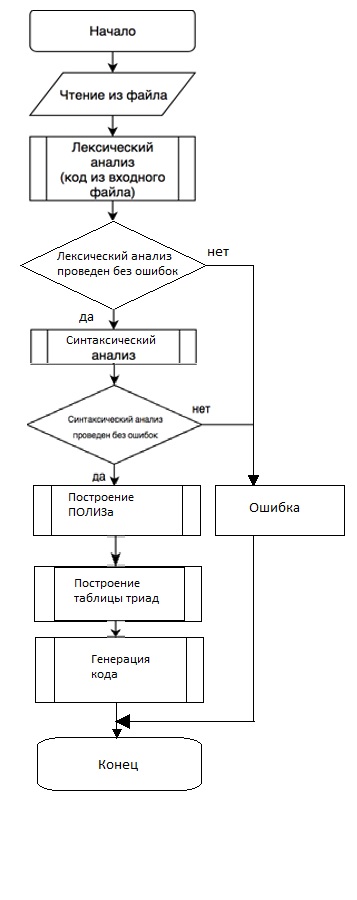 Начало
Чтение из файла
Лексический
анализ
(код из входного
файла)
Лексический анализ
проведен без ошибок
нет
да
Синтаксический
анализ
Синтаксический анализ
проведен без ошибок
нет
да
Построение
ПОЛИЗа
Ошибка
Построение
таблицы триад
Генерация
кода
Конец